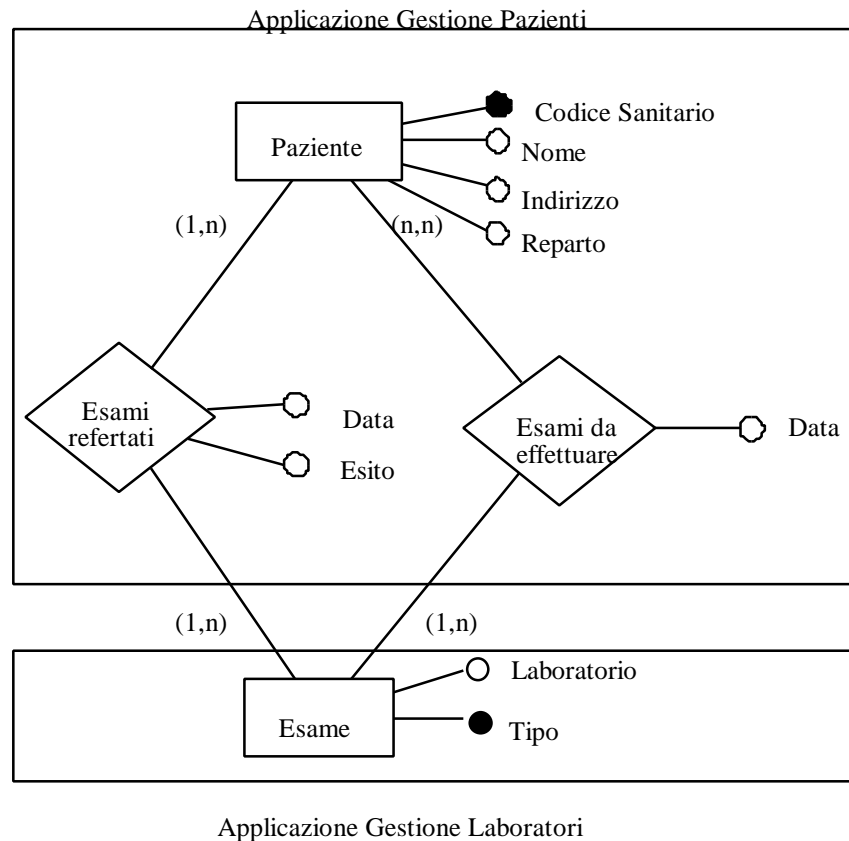 Applicazione Gestione Pazienti
Codice Sanitario
Paziente
Nome
Indirizzo
(1,n)
(n,n)
Reparto
Esami
refertati
Data
Esito
Esami da
effettuare
Data
(1,n)
(1,n)
Laboratorio
Esame
Tipo
Applicazione Gestione Laboratori